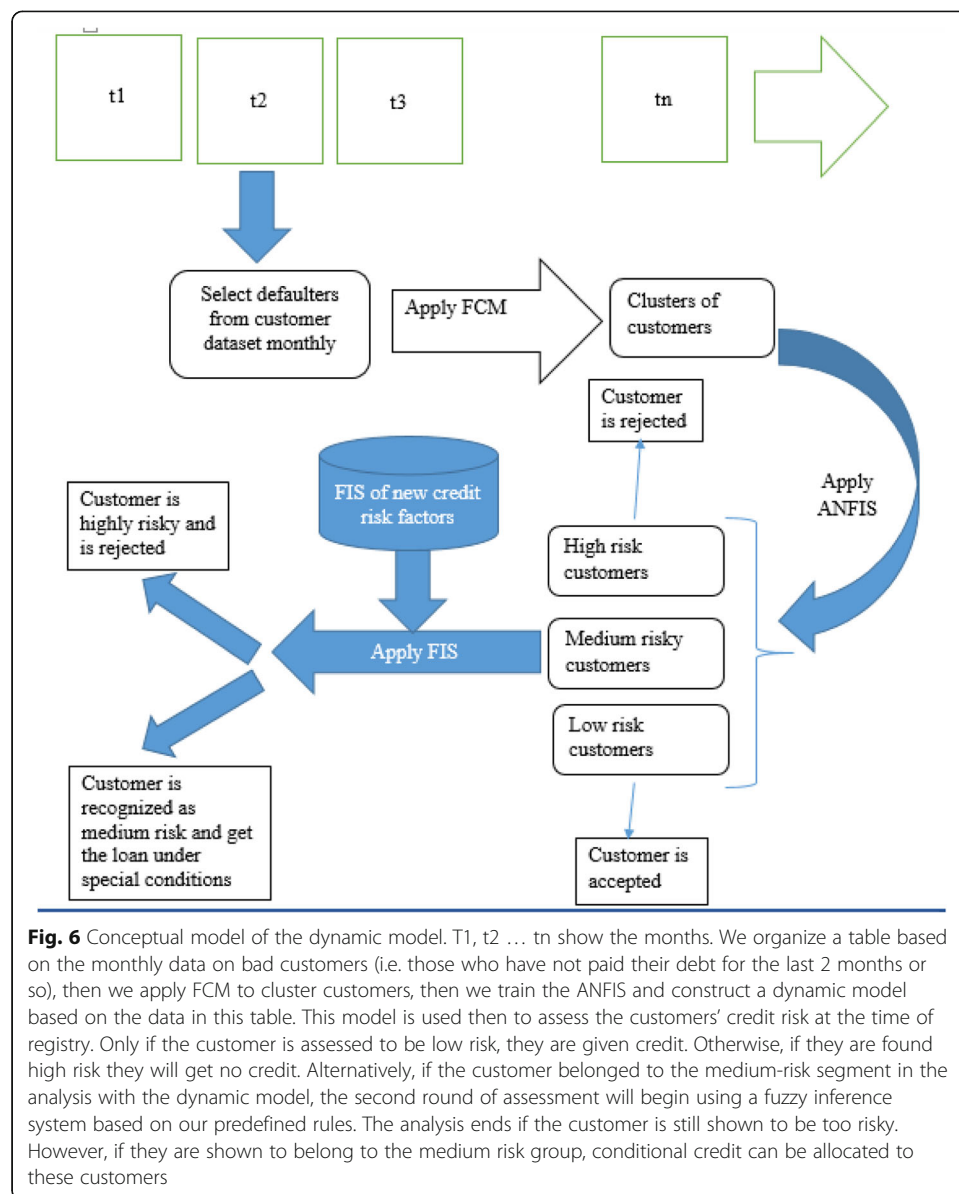 t1
t2
t3
tn
Select defaulters
from customer
dataset monthly
Apply FCM
Clusters of
customers
Customer
is rejected
Apply
ANFIS
FIS of new credit
risk factors
Customer is
highly risky and
is rejected
High risk
customers
Apply FIS
Medium risky
customers
Low risk
customers
Customer is
recognized as
medium risk and get
the loan under
special conditions
Customer is
accepted
Fig. 6 Conceptual model of the dynamic model. T1, t2 … tn show the months. We organize a table based
on the monthly data on bad customers (i.e. those who have not paid their debt for the last 2 months or
so), then we apply FCM to cluster customers, then we train the ANFIS and construct a dynamic model
based on the data in this table. This model is used then to assess the customers’ credit risk at the time of
registry. Only if the customer is assessed to be low risk, they are given credit. Otherwise, if they are found
high risk they will get no credit. Alternatively, if the customer belonged to the medium-risk segment in the
analysis with the dynamic model, the second round of assessment will begin using a fuzzy inference
system based on our predefined rules. The analysis ends if the customer is still shown to be too risky.
However, if they are shown to belong to the medium risk group, conditional credit can be allocated to
these customers